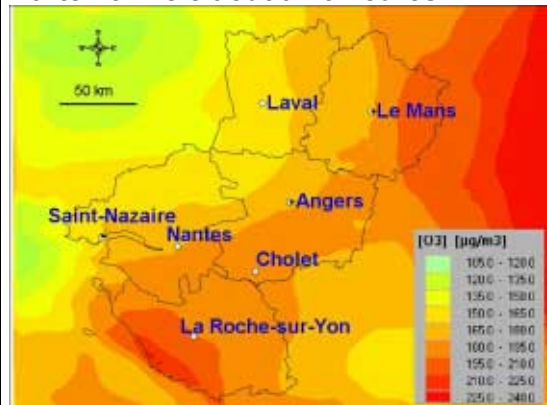 50 km
Laval
Le Mans
Angers
Saint-Nazaire
Nantes
Cholet
La Roche-sur-Yon
[O3] [µg/m3]
105.0 - 120.0
120.0 - 135.0
135.0 - 150.0
150.0 - 165.0
165.0 - 180.0
180.0 - 195.0
195.0 - 210.0
210.0 - 225.0
225.0 - 240.0